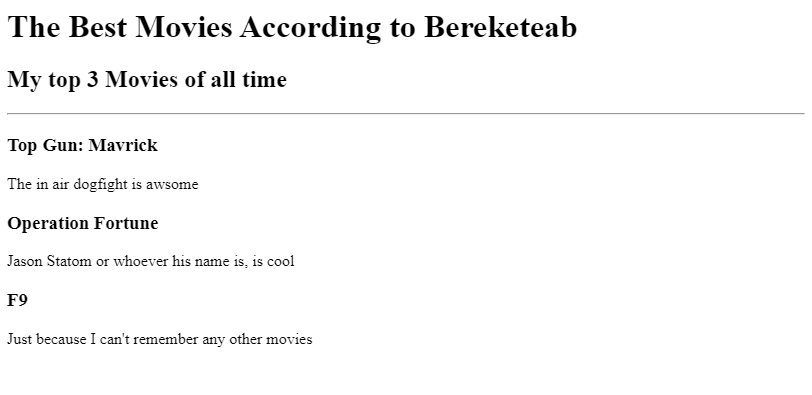 The Best Movies According to Bereketeab
My top 3 Movies of all time
Top Gun: Mavrick
The in air dogfight is awsome
Operation Fortune
Jason Statom or whoever his name is, is cool
F9
Just because I can't remember any other movies